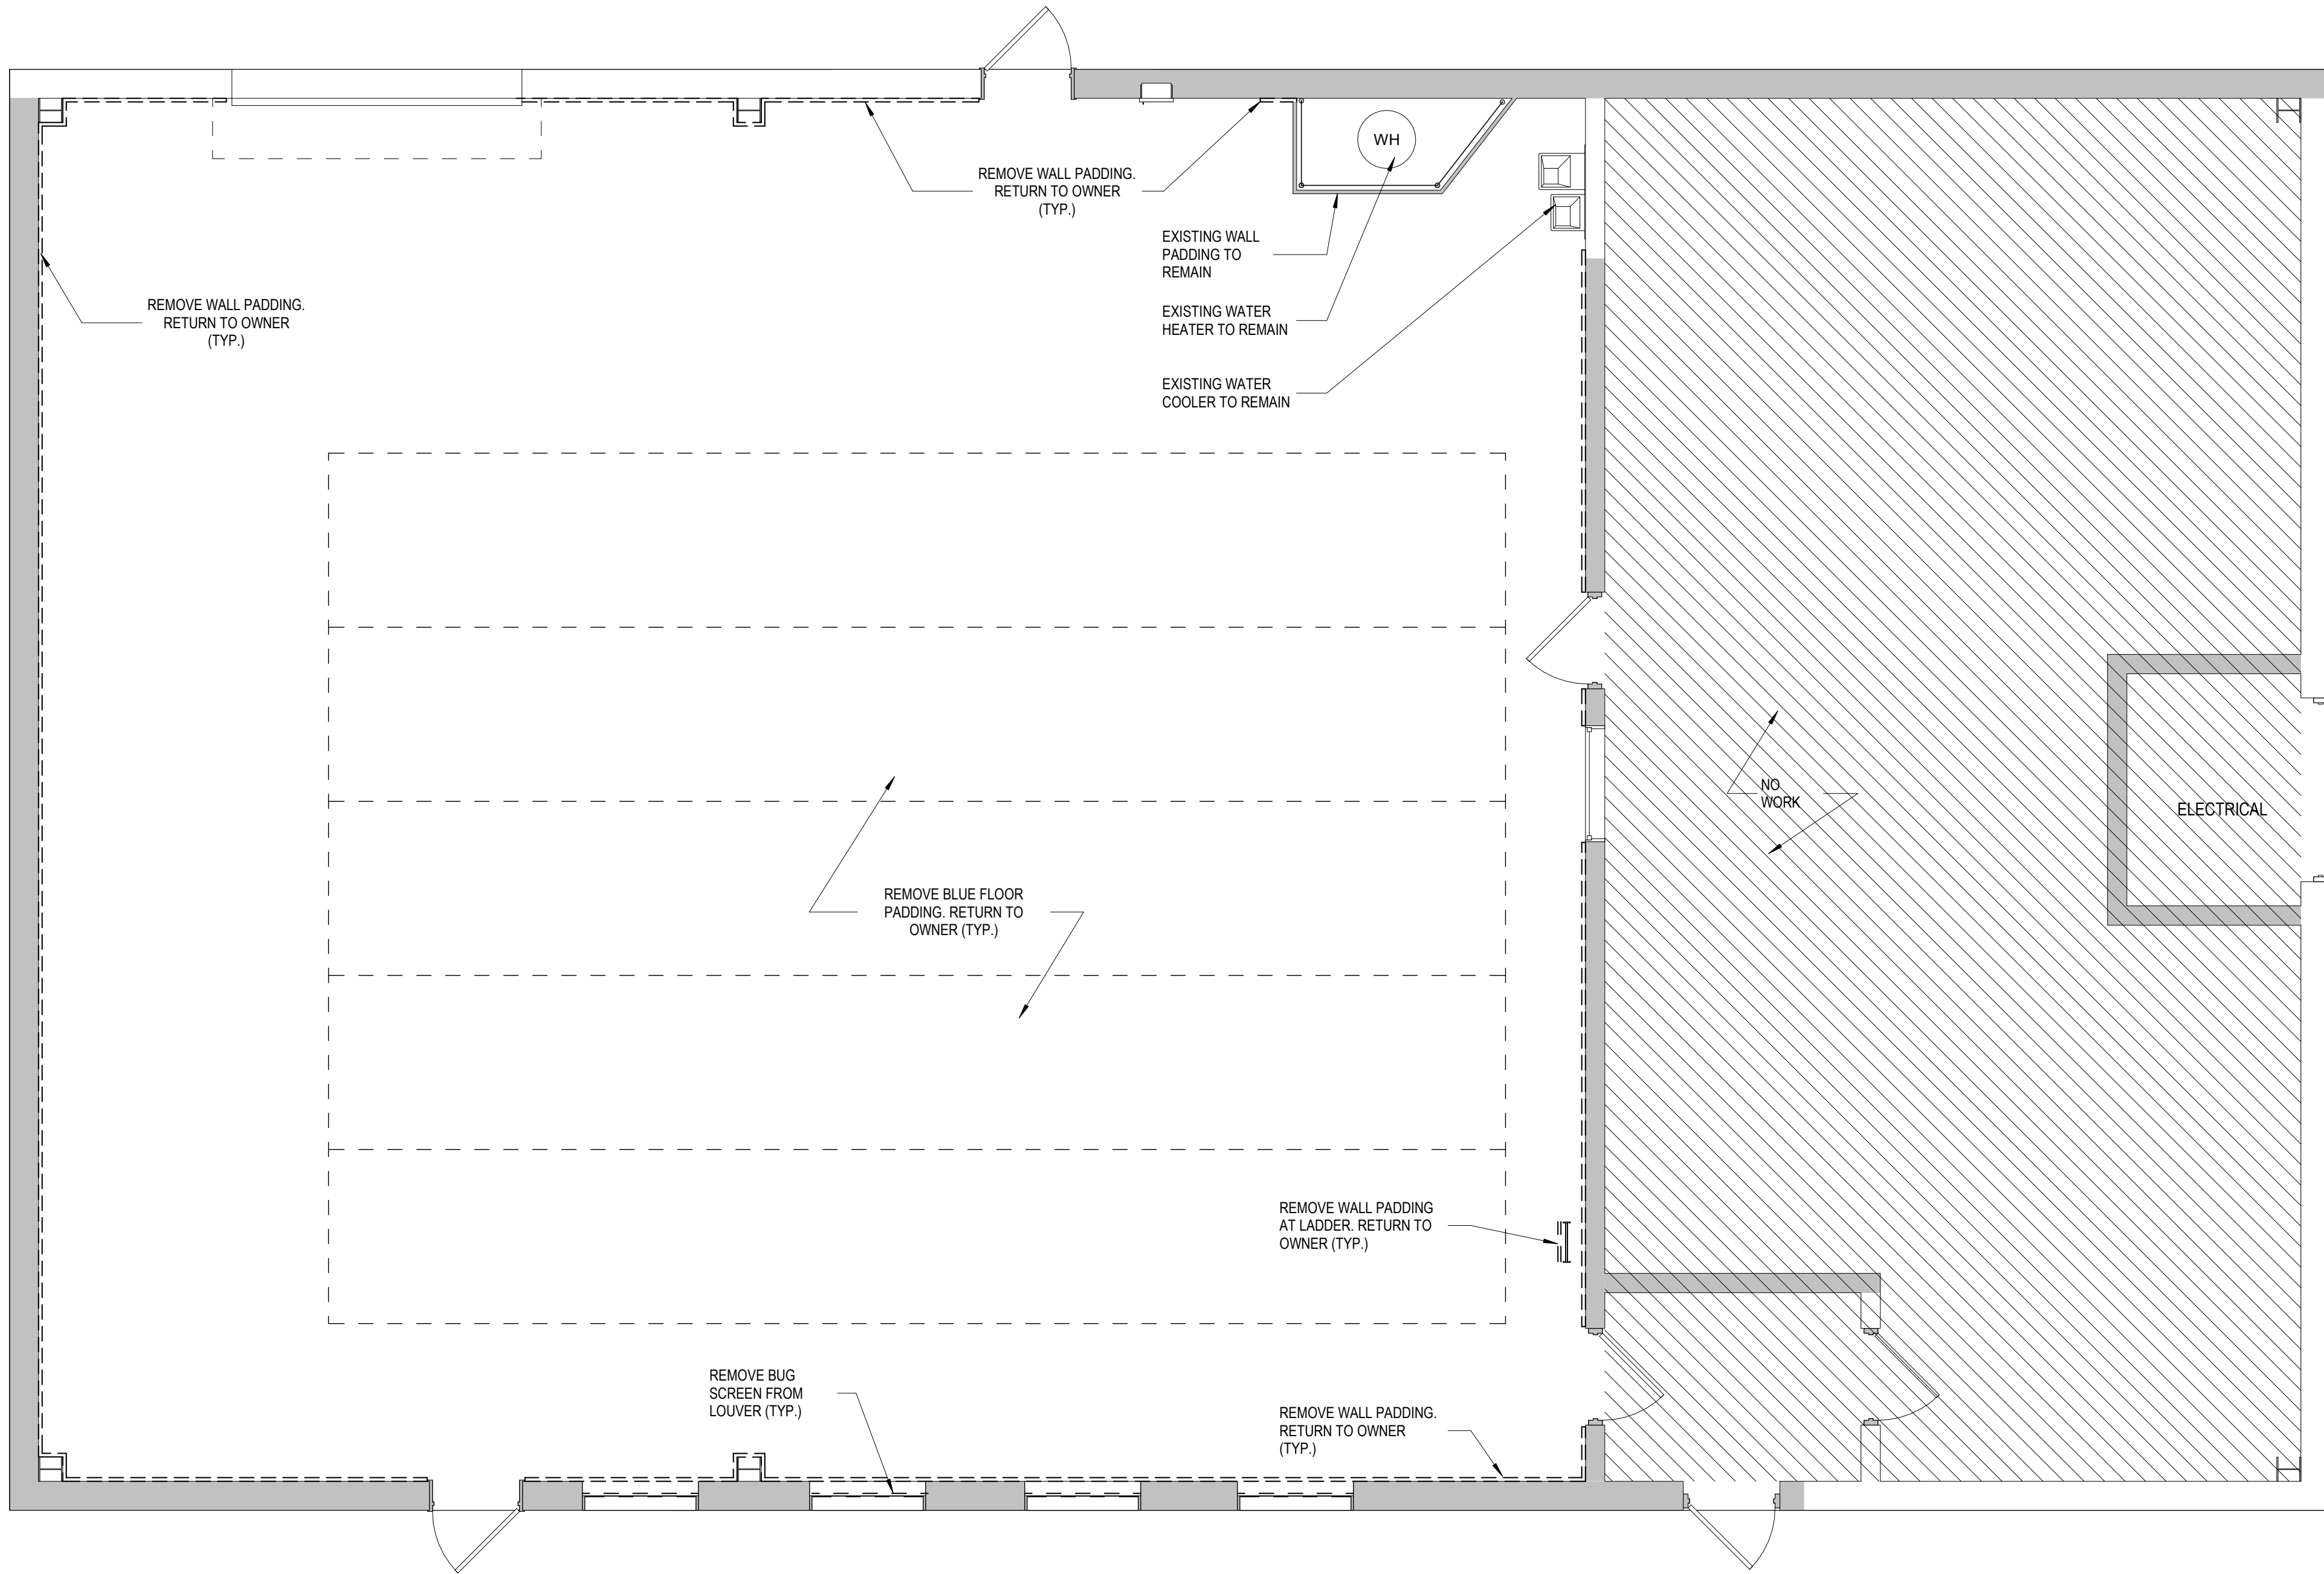 WH
REMOVE WALL PADDING.
RETURN TO OWNER
(TYP.)
EXISTING WALL
PADDING TO
REMAIN
REMOVE WALL PADDING.
RETURN TO OWNER
(TYP.)
EXISTING WATER
HEATER TO REMAIN
EXISTING WATER
COOLER TO REMAIN
NO
WORK
ELECTRICAL
REMOVE BLUE FLOOR
PADDING. RETURN TO
OWNER (TYP.)
REMOVE WALL PADDING
AT LADDER. RETURN TO
OWNER (TYP.)
REMOVE BUG
SCREEN FROM
LOUVER (TYP.)
REMOVE WALL PADDING.
RETURN TO OWNER
(TYP.)